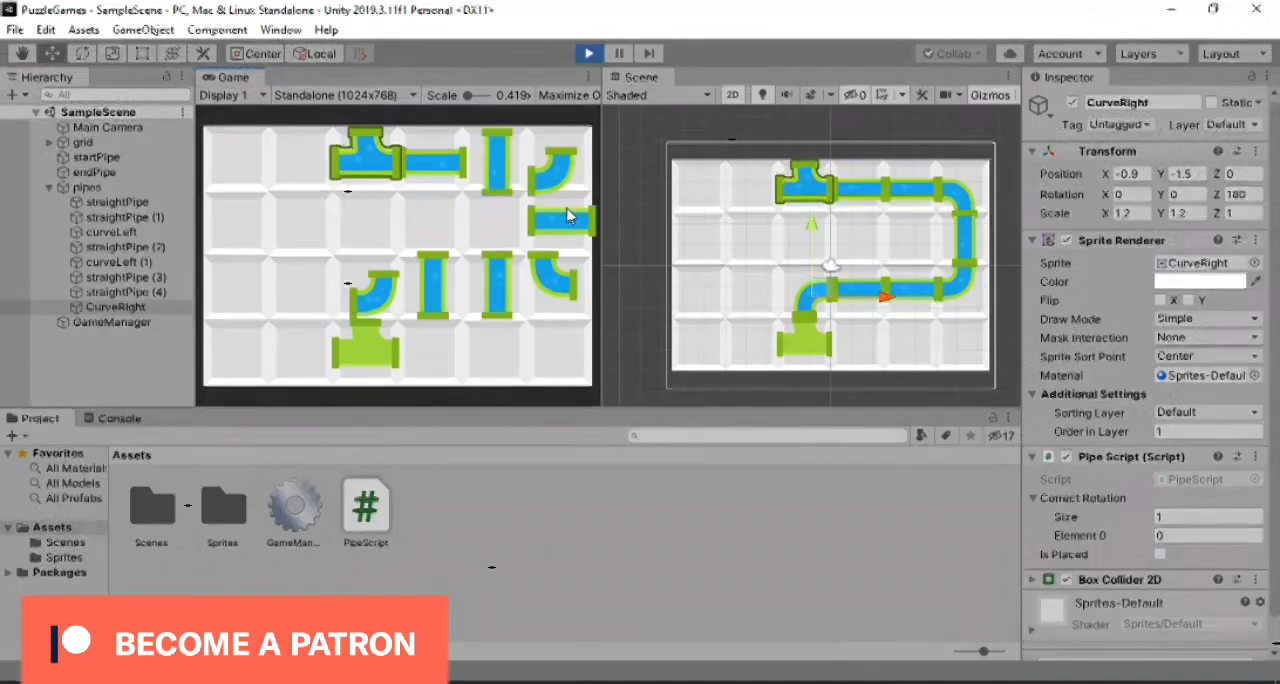 PuzzleGames - SampleScene - PC, Mac & Linux Standalone - Unity 2019.3.11f1 Personal <DX11>
File Edit Assets GameObject Component Window Help
Center Local Collab Account Layers Layout
Hierarchy
All
SampleScene
Main Camera
grid
startPipe
endPipe
pipes
straightPipe
straightPipe (1)
curveLeft
straightPipe (2)
curveLeft (1)
straightPipe (3)
straightPipe (4)
CurveRight
GameManager
Game
Display 1 Standalone (1024x768) Scale 0.419x Maximize O
Scene
Shaded 2D 0 Gizmos
Inspector
CurveRight Static
Tag Untagged Layer Default
Transform
Position X -0.9 Y -1.5 Z 0
Rotation X 0 Y 0 Z 180
Scale X 1.2 Y 1.2 Z 1
Sprite Renderer
Sprite CurveRight
Color
Flip X Y
Draw Mode Simple
Mask Interaction None
Sprite Sort Point Center
Material Sprites-Defaul
Additional Settings
Sorting Layer Default
Order in Layer 1
Pipe Script (Script)
Script PipeScript
Correct Rotation
Size 1
Element 0 0
Is Placed
Box Collider 2D
Sprites-Default
Shader Sprites/Default
Project Console
17
Favorites
All Material
All Models
All Prefabs
Assets
Scenes
Sprites
Packages
Assets
Scenes Sprites GameMan... PipeScript
BECOME A PATRON